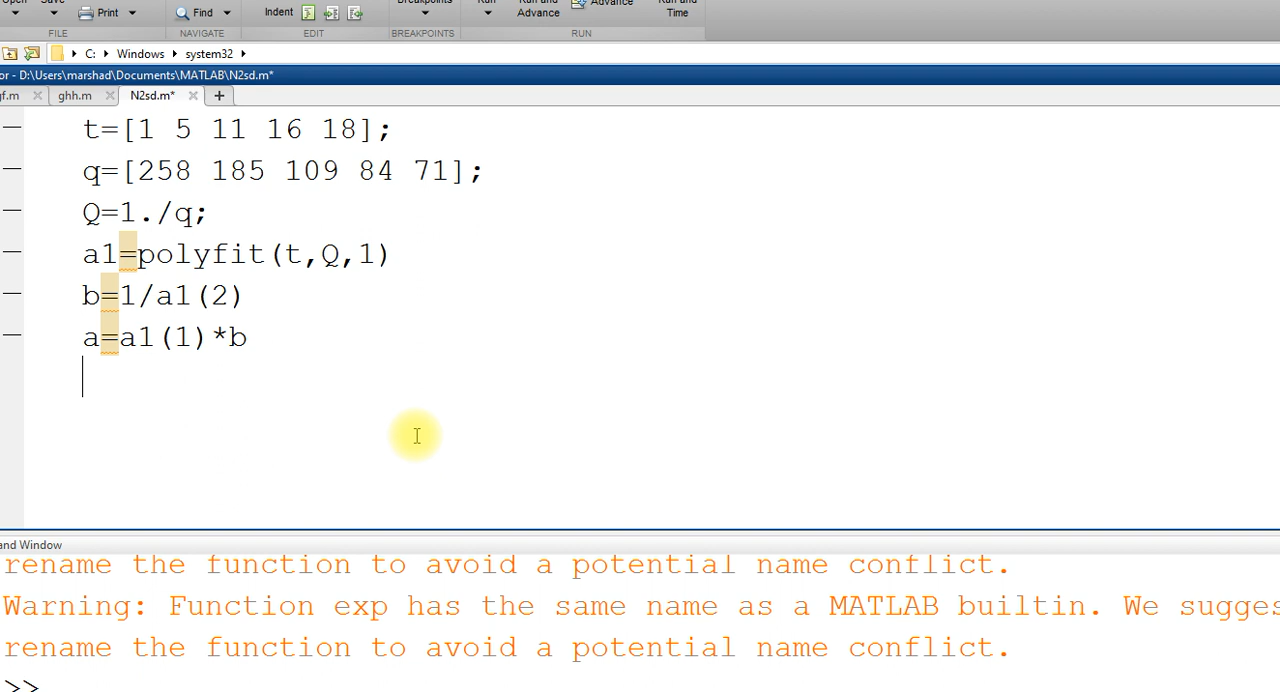 Open Save Breakpoints Run Run and Advance Run and
Print Find Indent Advance Time
FILE NAVIGATE EDIT BREAKPOINTS RUN
C: Windows system32
or - D:\Users\marshad\Documents\MATLAB\N2sd.m*
gf.m ghh.m N2sd.m* +
t=[1 5 11 16 18];
q=[258 185 109 84 71];
Q=1./q;
a1=polyfit(t,Q,1)
b=1/a1(2)
a=a1(1)*b
and Window
rename the function to avoid a potential name conflict.
Warning: Function exp has the same name as a MATLAB builtin. We sugges
rename the function to avoid a potential name conflict.
>>